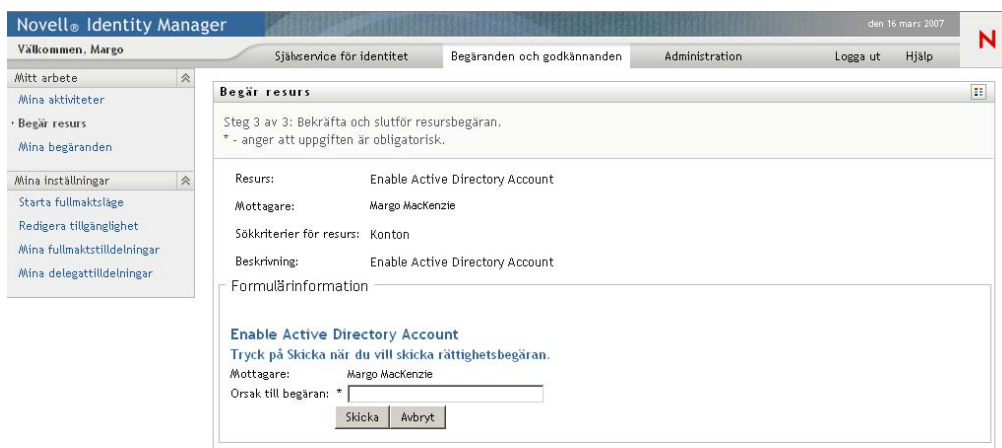 Novell® Identity Manager
den 16 mars 2007
N
Välkommen, Margo
Självservice för identitet
Begäranden och godkännanden
Administration
Logga ut
Hjälp
Mitt arbete
Mina aktiviteter
· Begär resurs
Mina begäranden
Mina inställningar
Starta fullmaktsläge
Redigera tillgänglighet
Mina fullmaktstilldelningar
Mina delegattilldelningar
Begär resurs
Steg 3 av 3: Bekräfta och slutför resursbegäran.
* - anger att uppgiften är obligatorisk.
Resurs: Enable Active Directory Account
Mottagare: Margo MacKenzie
Sökkriterier för resurs: Konton
Beskrivning: Enable Active Directory Account
Formulärinformation
Enable Active Directory Account
Tryck på Skicka när du vill skicka rättighetsbegäran.
Mottagare: Margo MacKenzie
Orsak till begäran: *
Skicka Avbryt